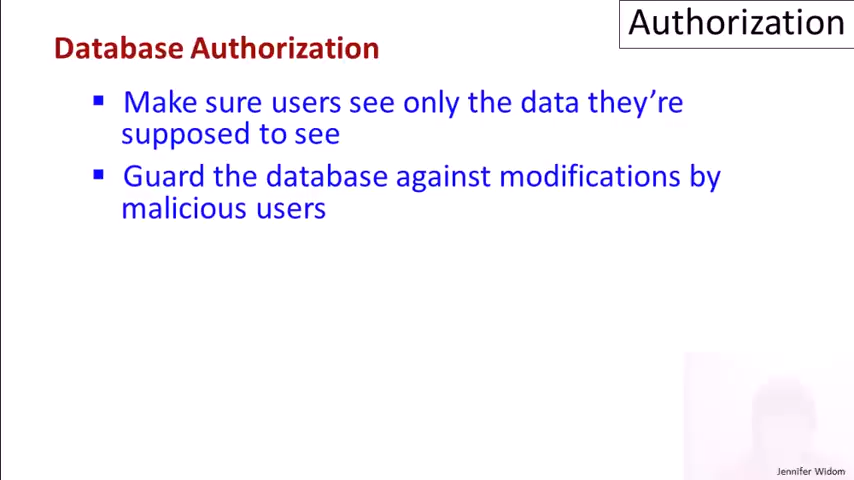 Authorization
Database Authorization
▪ Make sure users see only the data they’re
supposed to see
▪ Guard the database against modifications by
malicious users
Jennifer Widom